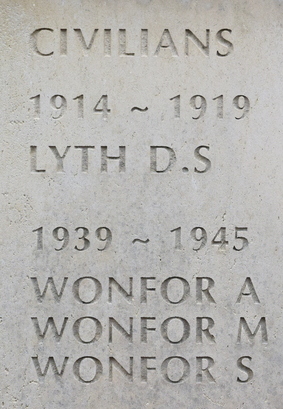 CIVILIANS
1914 ~ 1919
LYTH D.S
1939 ~ 1945
WONFOR A
WONFOR M
WONFOR S